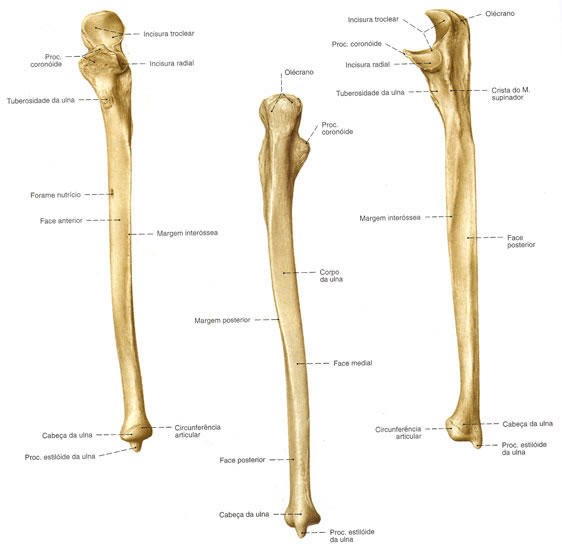 Incisura troclear
Proc.
coronóide
Incisura radial
Tuberosidade da ulna
Forame nutrício
Face anterior
Margem interóssea
Cabeça da ulna
Circunferência
articular
Proc. estilóide da ulna
Olécrano
Proc.
coronóide
Corpo
da ulna
Margem posterior
Face medial
Face posterior
Cabeça da ulna
Proc. estilóide
da ulna
Incisura troclear
Olécrano
Proc. coronóide
Incisura radial
Tuberosidade da ulna
Crista do M.
supinador
Margem interóssea
Face
posterior
Circunferência
articular
Cabeça da ulna
Proc. estilóide
da ulna